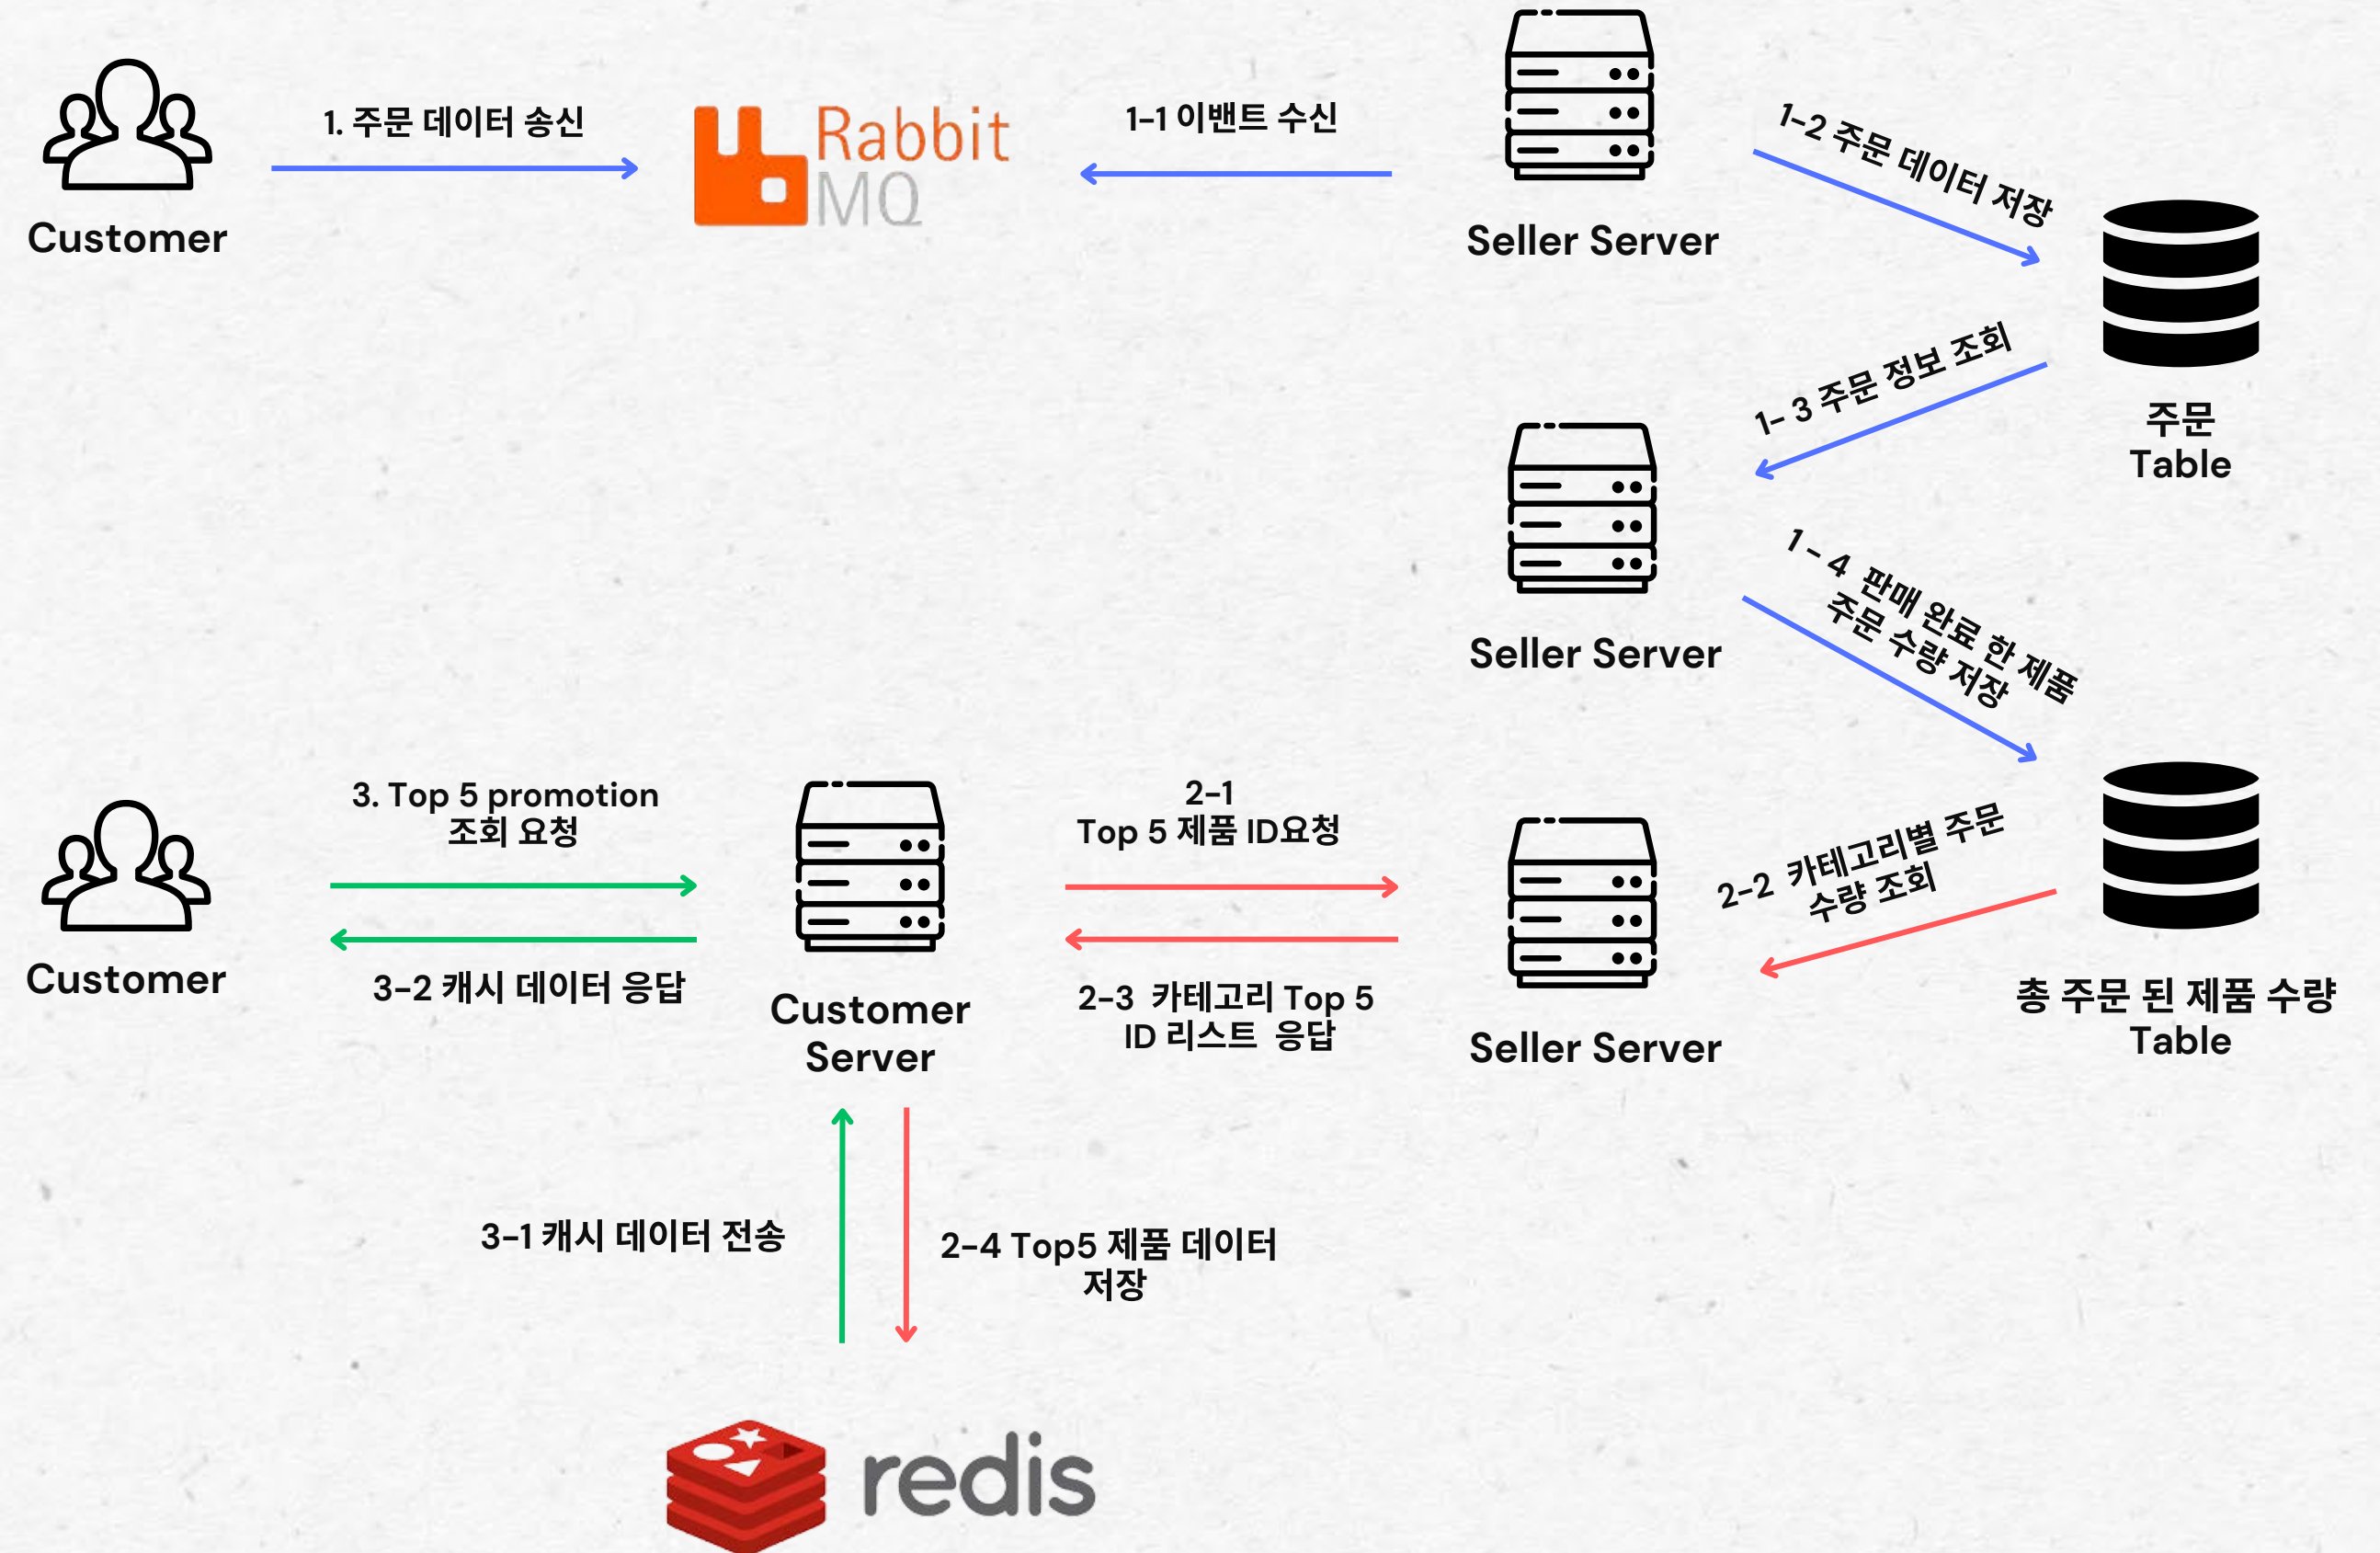 1. 주문 데이터 송신
Rabbit
MQ
1-1 이밴트 수신
1-2 주문 데이터 저장
Customer
Seller Server
1- 3 주문 정보 조회
주문
Table
1 - 4 판매 완료 한 제품
주문 수량 저장
Seller Server
3. Top 5 promotion
조회 요청
2-1
Top 5 제품 ID요청
2-2 카테고리별 주문
수량 조회
Customer
3-2 캐시 데이터 응답
Customer
Server
2-3 카테고리 Top 5
ID 리스트 응답
Seller Server
총 주문 된 제품 수량
Table
3-1 캐시 데이터 전송
2-4 Top5 제품 데이터
저장
redis